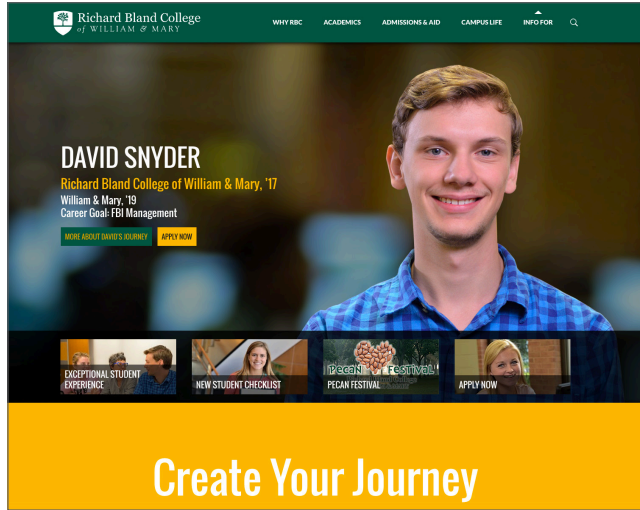 Richard Bland College
of WILLIAM & MARY
WHY RBC
ACADEMICS
ADMISSIONS & AID
CAMPUS LIFE
INFO FOR
DAVID SNYDER
Richard Bland College of William & Mary, '17
William & Mary, '19
Career Goal: FBI Management
MORE ABOUT DAVID'S JOURNEY
APPLY NOW
EXCEPTIONAL STUDENT
EXPERIENCE
NEW STUDENT CHECKLIST
PecaN FestivaL
PECAN FESTIVAL
APPLY NOW
Create Your Journey